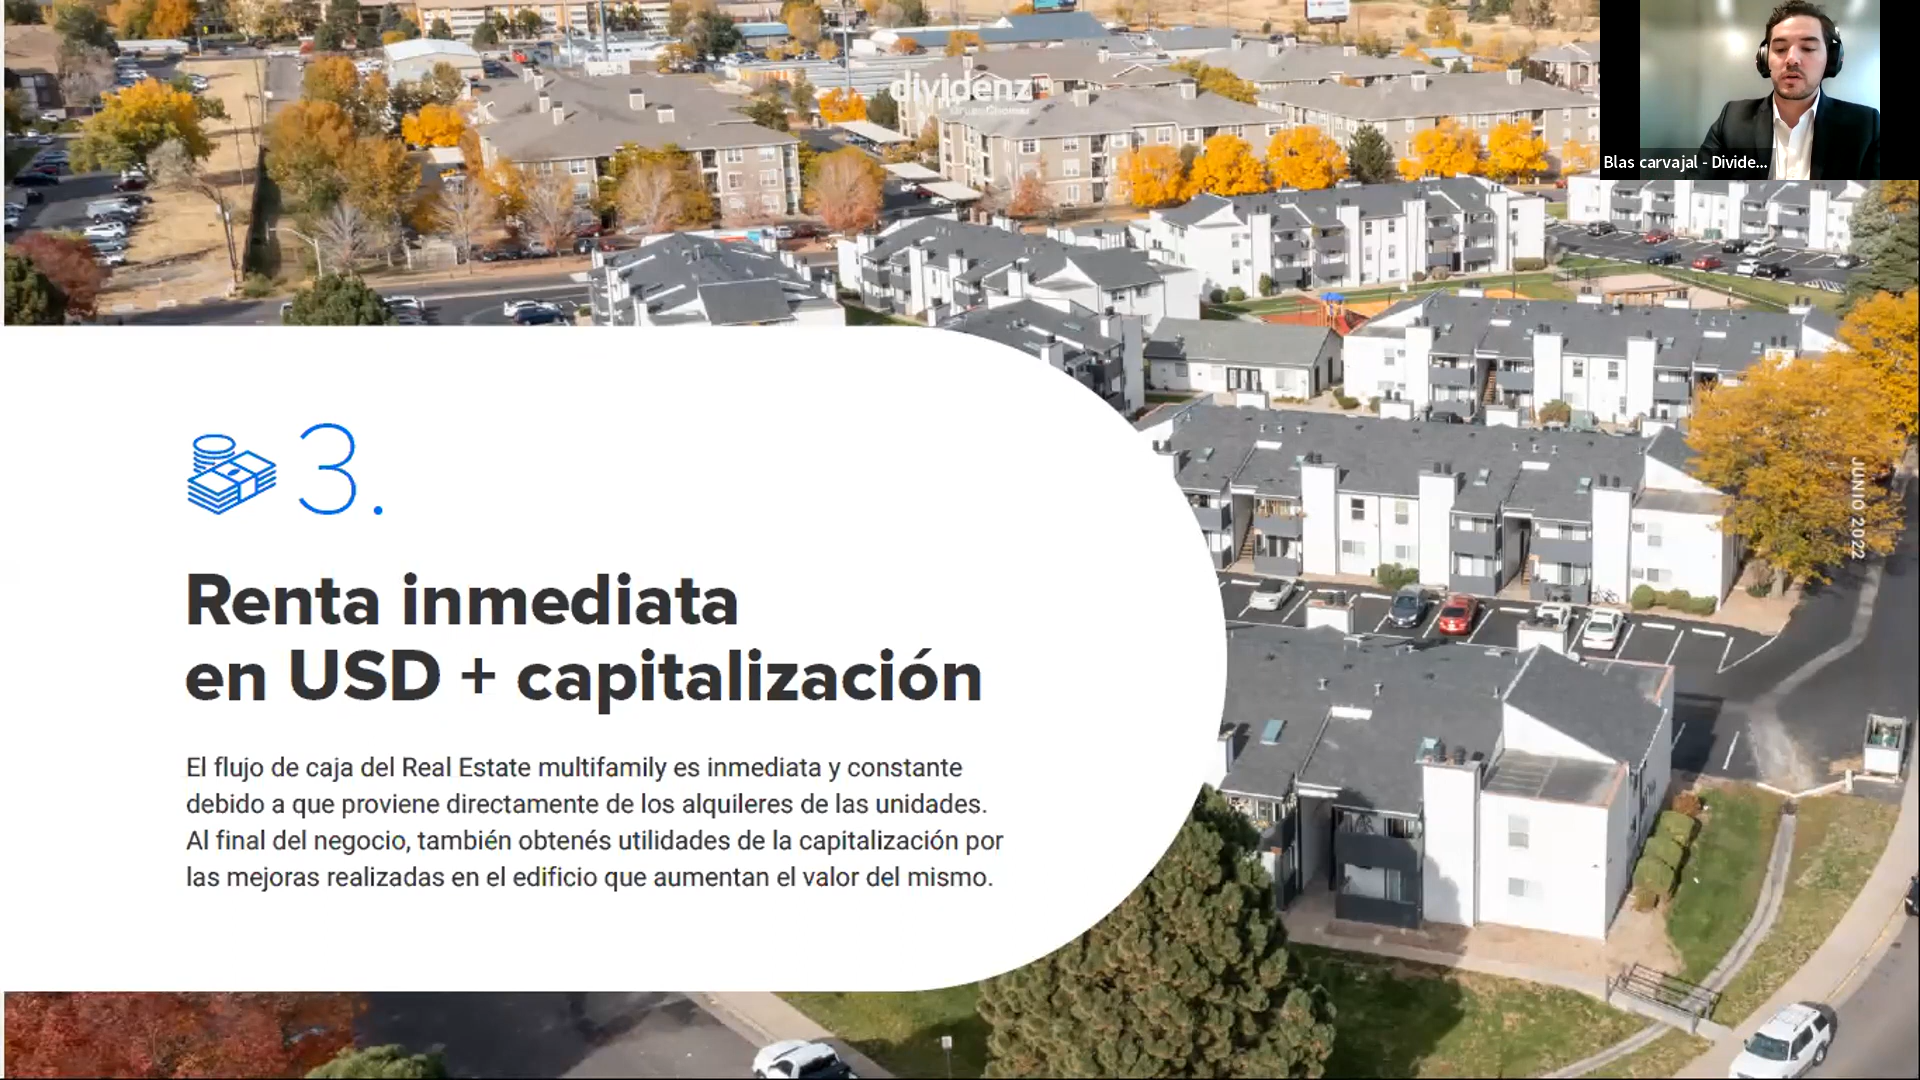 dividenz
Blas carvajal - Divide...
3.
Renta inmediata
en USD + capitalización
El flujo de caja del Real Estate multifamily es inmediata y constante
debido a que proviene directamente de los alquileres de las unidades.
Al final del negocio, también obtenés utilidades de la capitalización por
las mejoras realizadas en el edificio que aumentan el valor del mismo.
JUNIO 2022